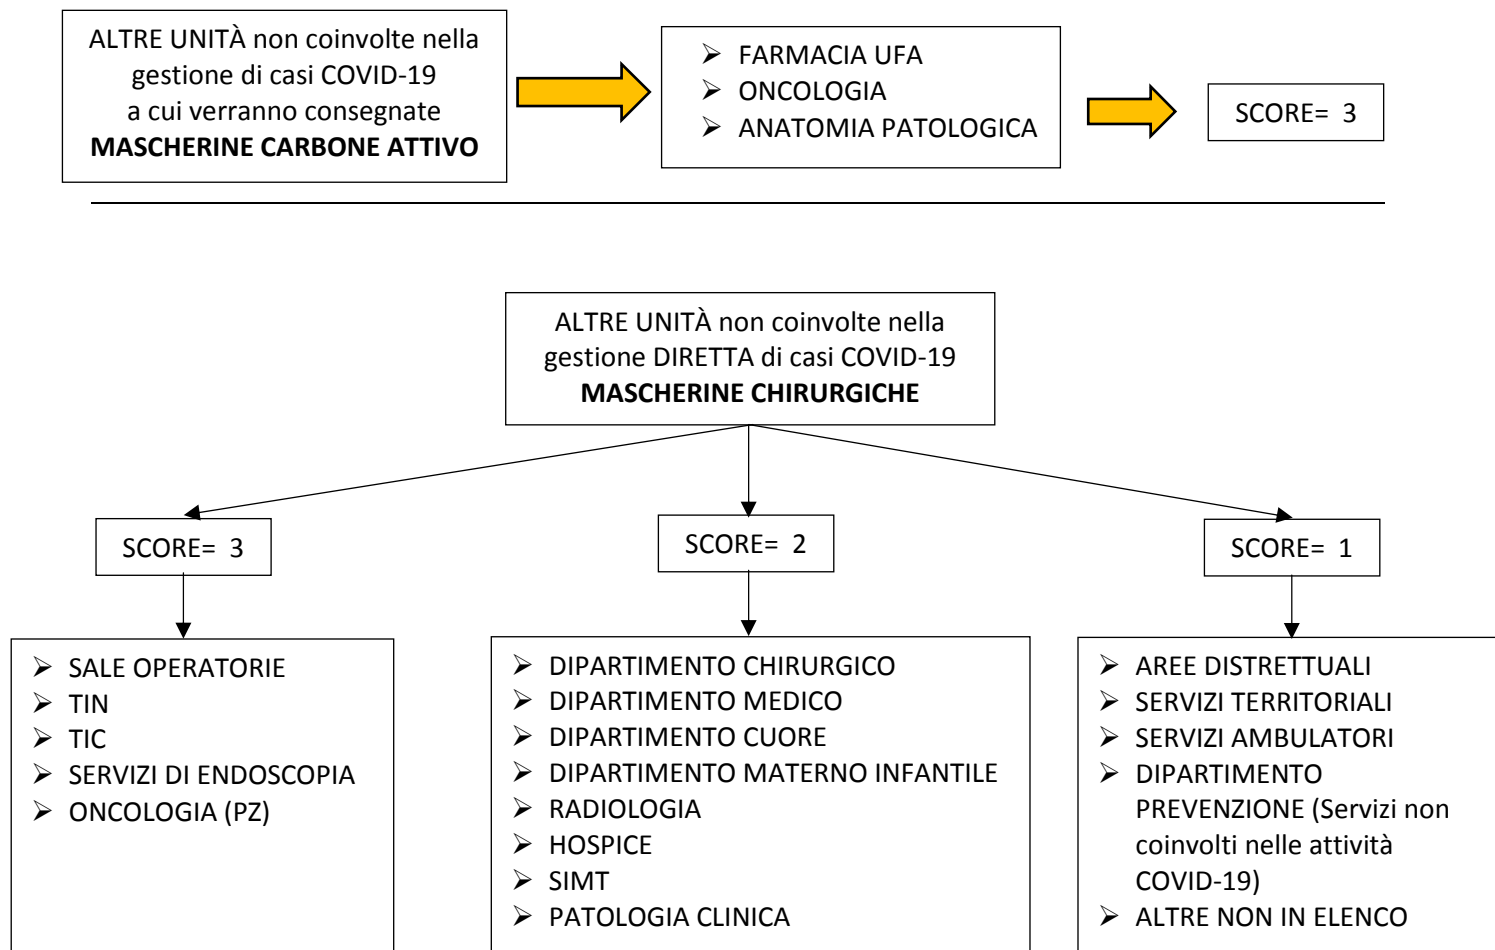 ALTRE UNITÀ non coinvolte nella
gestione di casi COVID-19
a cui verranno consegnate
MASCHERINE CARBONE ATTIVO
➢ FARMACIA UFA
➢ ONCOLOGIA
➢ ANATOMIA PATOLOGICA
SCORE= 3
ALTRE UNITÀ non coinvolte nella
gestione DIRETTA di casi COVID-19
MASCHERINE CHIRURGICHE
SCORE= 3
SCORE= 2
SCORE= 1
➢ SALE OPERATORIE
➢ TIN
➢ TIC
➢ SERVIZI DI ENDOSCOPIA
➢ ONCOLOGIA (PZ)
➢ DIPARTIMENTO CHIRURGICO
➢ DIPARTIMENTO MEDICO
➢ DIPARTIMENTO CUORE
➢ DIPARTIMENTO MATERNO INFANTILE
➢ RADIOLOGIA
➢ HOSPICE
➢ SIMT
➢ PATOLOGIA CLINICA
➢ AREE DISTRETTUALI
➢ SERVIZI TERRITORIALI
➢ SERVIZI AMBULATORI
➢ DIPARTIMENTO
PREVENZIONE (Servizi non
coinvolti nelle attività
COVID-19)
➢ ALTRE NON IN ELENCO